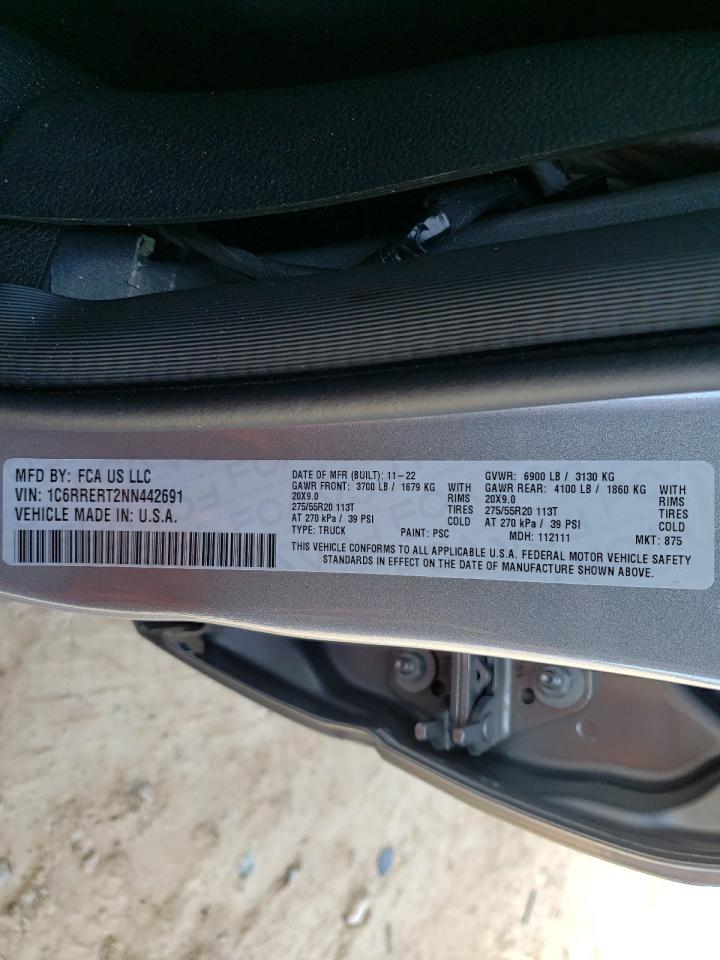 MFD BY: FCA US LLC
VIN: 1C6RRERT2NN442691
VEHICLE MADE IN: U.S.A.
DATE OF MFR (BUILT): 11-22
GAWR FRONT: 3700 LB / 1679 KG WITH
20X9.0 RIMS
275/55R20 113T TIRES
AT 270 kPa / 39 PSI COLD
TYPE: TRUCK PAINT: PSC
GVWR: 6900 LB / 3130 KG
GAWR REAR: 4100 LB / 1860 KG WITH
20X9.0 RIMS
275/55R20 113T TIRES
AT 270 kPa / 39 PSI COLD
MDH: 112111 MKT: 875
THIS VEHICLE CONFORMS TO ALL APPLICABLE U.S.A. FEDERAL MOTOR VEHICLE SAFETY
STANDARDS IN EFFECT ON THE DATE OF MANUFACTURE SHOWN ABOVE.